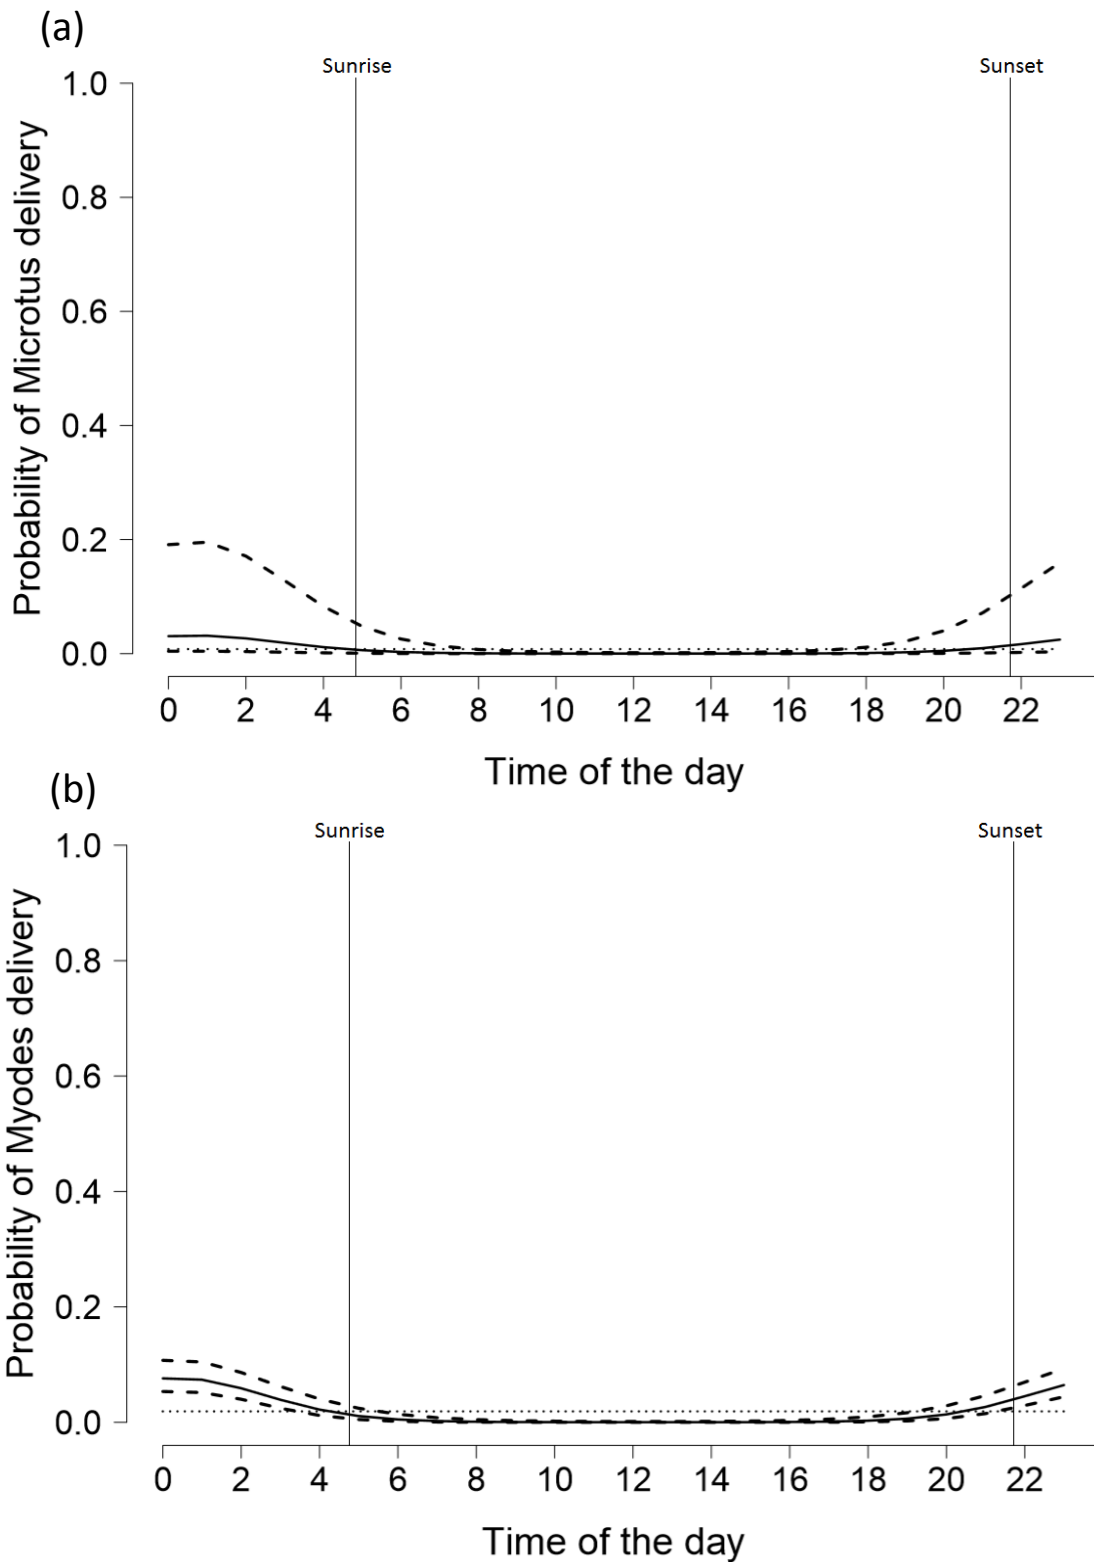 (a)
Sunrise
Sunset
Probability of Microtus delivery
1.0
0.8
0.6
0.4
0.2
0.0
0 2 4 6 8 10 12 14 16 18 20 22
Time of the day
(b)
Sunrise
Sunset
Probability of Myodes delivery
1.0
0.8
0.6
0.4
0.2
0.0
0 2 4 6 8 10 12 14 16 18 20 22
Time of the day